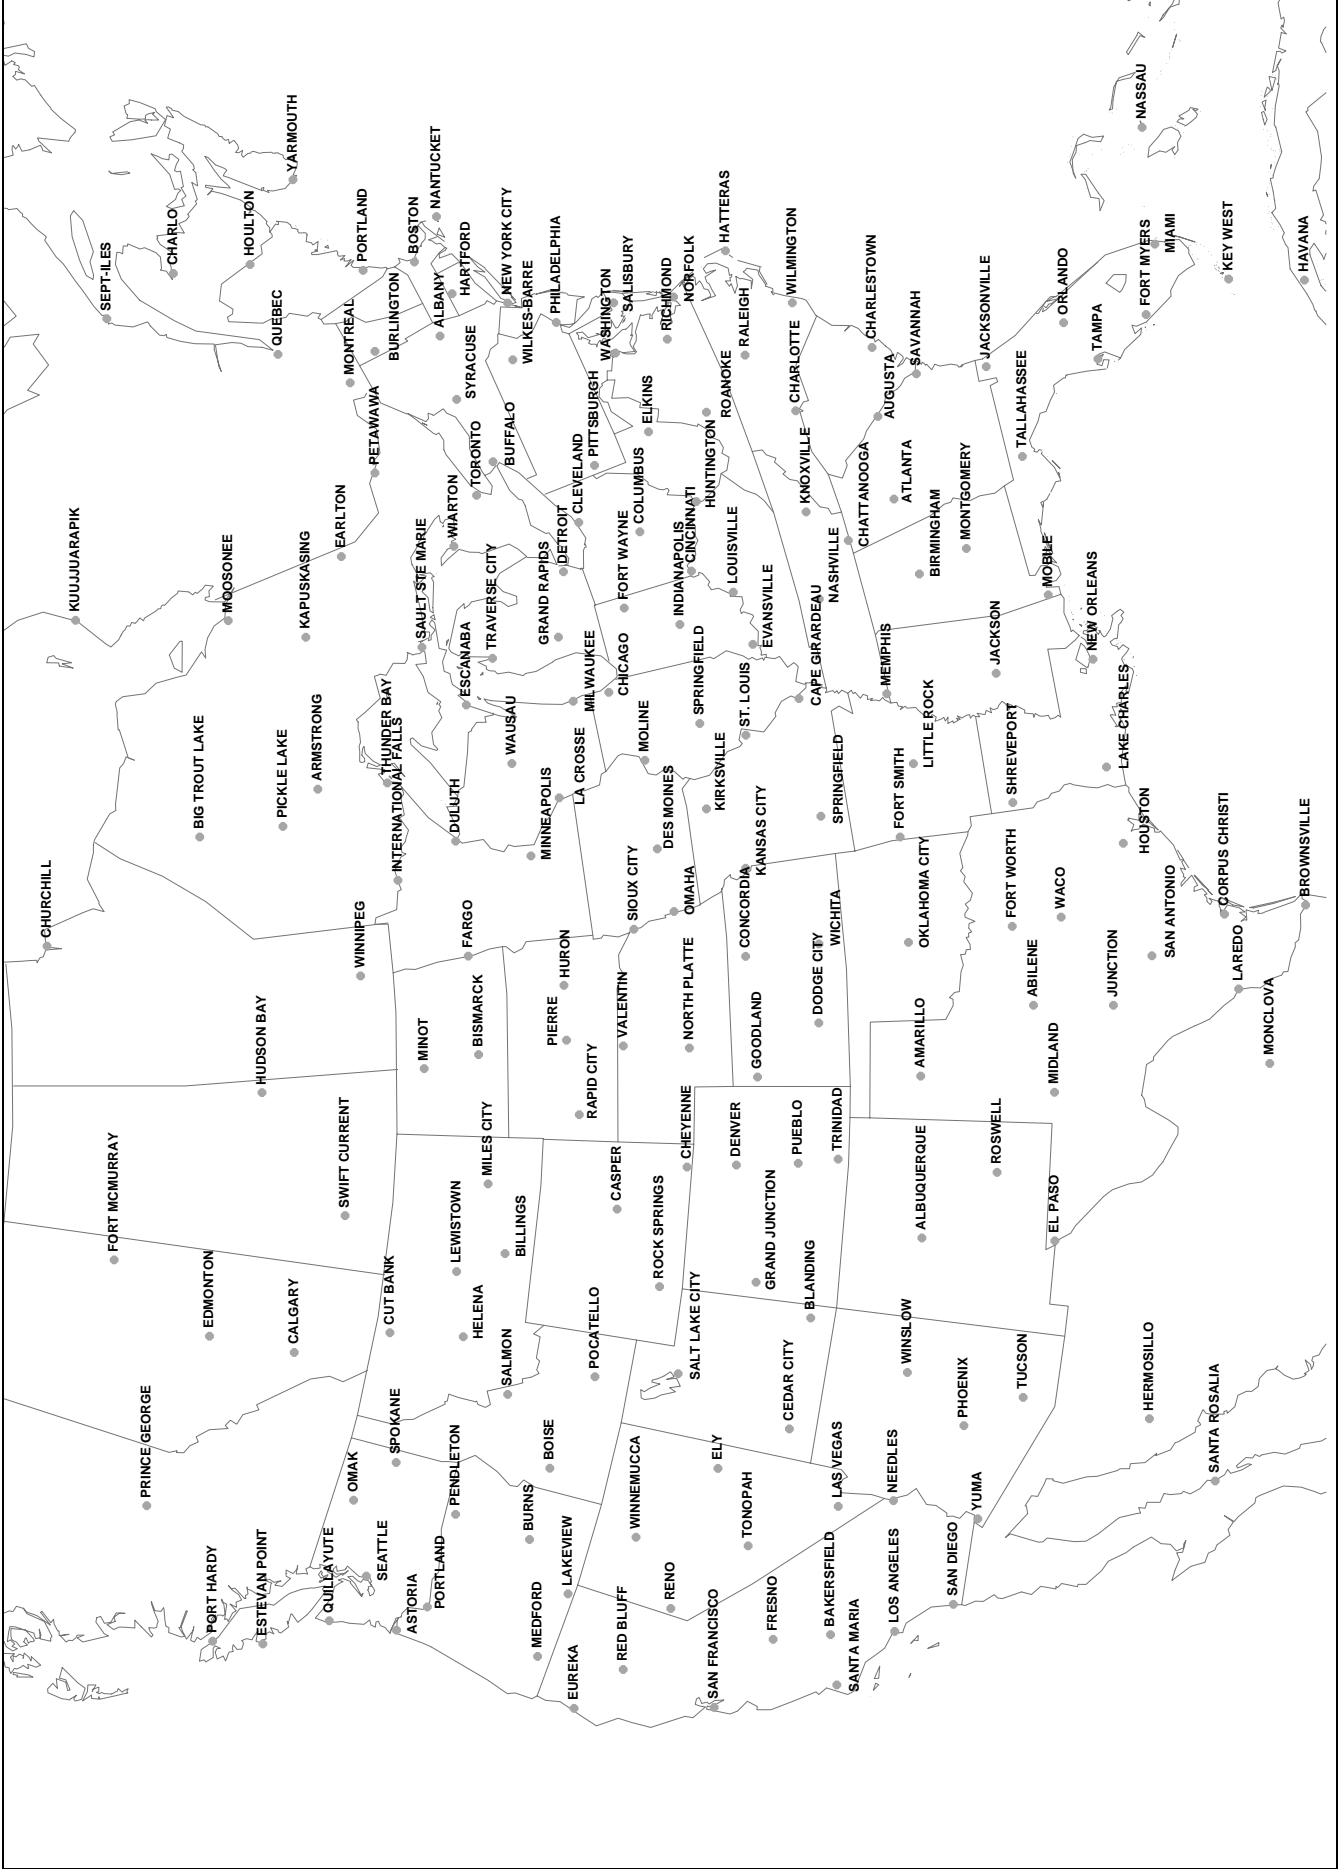 KUUJJUARAPIK
SEPT-ILES
CHARLO
HOULTON
YARMOUTH
QUEBEC
MOOSONEE
KAPUSKASING
EARLTON
BIG TROUT LAKE
PICKLE LAKE
ARMSTRONG
CHURCHILL
WINNIPEG
HUDSON BAY
SWIFT CURRENT
FORT MCMURRAY
EDMONTON
CALGARY
PRINCE GEORGE
PORT HARDY
ESTEVAN POINT
QUILLAYUTE
SEATTLE
OMAK
SPOKANE
ASTORIA
PORTLAND
PENDLETON
CUT BANK
LEWISTOWN
HELENA
MILES CITY
BILLINGS
SALMON
BOISE
BURNS
LAKEVIEW
MEDFORD
EUREKA
POCATELLO
MINOT
BISMARCK
FARGO
PIERRE
HURON
RAPID CITY
INTERNATIONAL FALLS
THUNDER BAY
DULUTH
MINNEAPOLIS
LA CROSSE
WAUSAU
ESCANABA
SAULT STE MARIE
TRAVERSE CITY
GRAND RAPIDS
MILWAUKEE
DETROIT
WIARTON
TORONTO
PETAWAWA
MONTREAL
BURLINGTON
PORTLAND
BOSTON
NANTUCKET
ALBANY
HARTFORD
SYRACUSE
BUFFALO
NEW YORK CITY
WILKES-BARRE
PHILADELPHIA
CLEVELAND
PITTSBURGH
WASHINGTON
SALISBURY
CHICAGO
FORT WAYNE
COLUMBUS
ELKINS
RICHMOND
NORFOLK
HATTERAS
MOLINE
DES MOINES
SIOUX CITY
OMAHA
VALENTIN
NORTH PLATTE
CASPER
CHEYENNE
ROCK SPRINGS
SALT LAKE CITY
WINNEMUCCA
RED BLUFF
RENO
ELY
TONOPAH
SAN FRANCISCO
FRESNO
INDIANAPOLIS
CINCINNATI
HUNTINGTON
ROANOKE
RALEIGH
SPRINGFIELD
KIRKSVILLE
ST. LOUIS
LOUISVILLE
EVANSVILLE
KANSAS CITY
CONCORDIA
GOODLAND
DENVER
PUEBLO
GRAND JUNCTION
CEDAR CITY
BLANDING
TRINIDAD
DODGE CITY
WICHITA
SPRINGFIELD
CAPE GIRARDEAU
NASHVILLE
KNOXVILLE
CHARLOTTE
WILMINGTON
CHATTANOOGA
BAKERSFIELD
SANTA MARIA
LAS VEGAS
LOS ANGELES
NEEDLES
WINSLOW
ALBUQUERQUE
AMARILLO
OKLAHOMA CITY
FORT SMITH
LITTLE ROCK
MEMPHIS
BIRMINGHAM
ATLANTA
AUGUSTA
CHARLESTOWN
SAVANNAH
SAN DIEGO
YUMA
PHOENIX
TUCSON
ROSWELL
EL PASO
MIDLAND
ABILENE
FORT WORTH
WACO
SHREVEPORT
JACKSON
MONTGOMERY
JACKSONVILLE
TALLAHASSEE
MOBILE
NEW ORLEANS
LAKE CHARLES
ORLANDO
TAMPA
FORT MYERS
MIAMI
NASSAU
KEY WEST
HAVANA
JUNCTION
SAN ANTONIO
HOUSTON
CORPUS CHRISTI
LAREDO
BROWNSVILLE
MONCLOVA
HERMOSILLO
SANTA ROSALIA